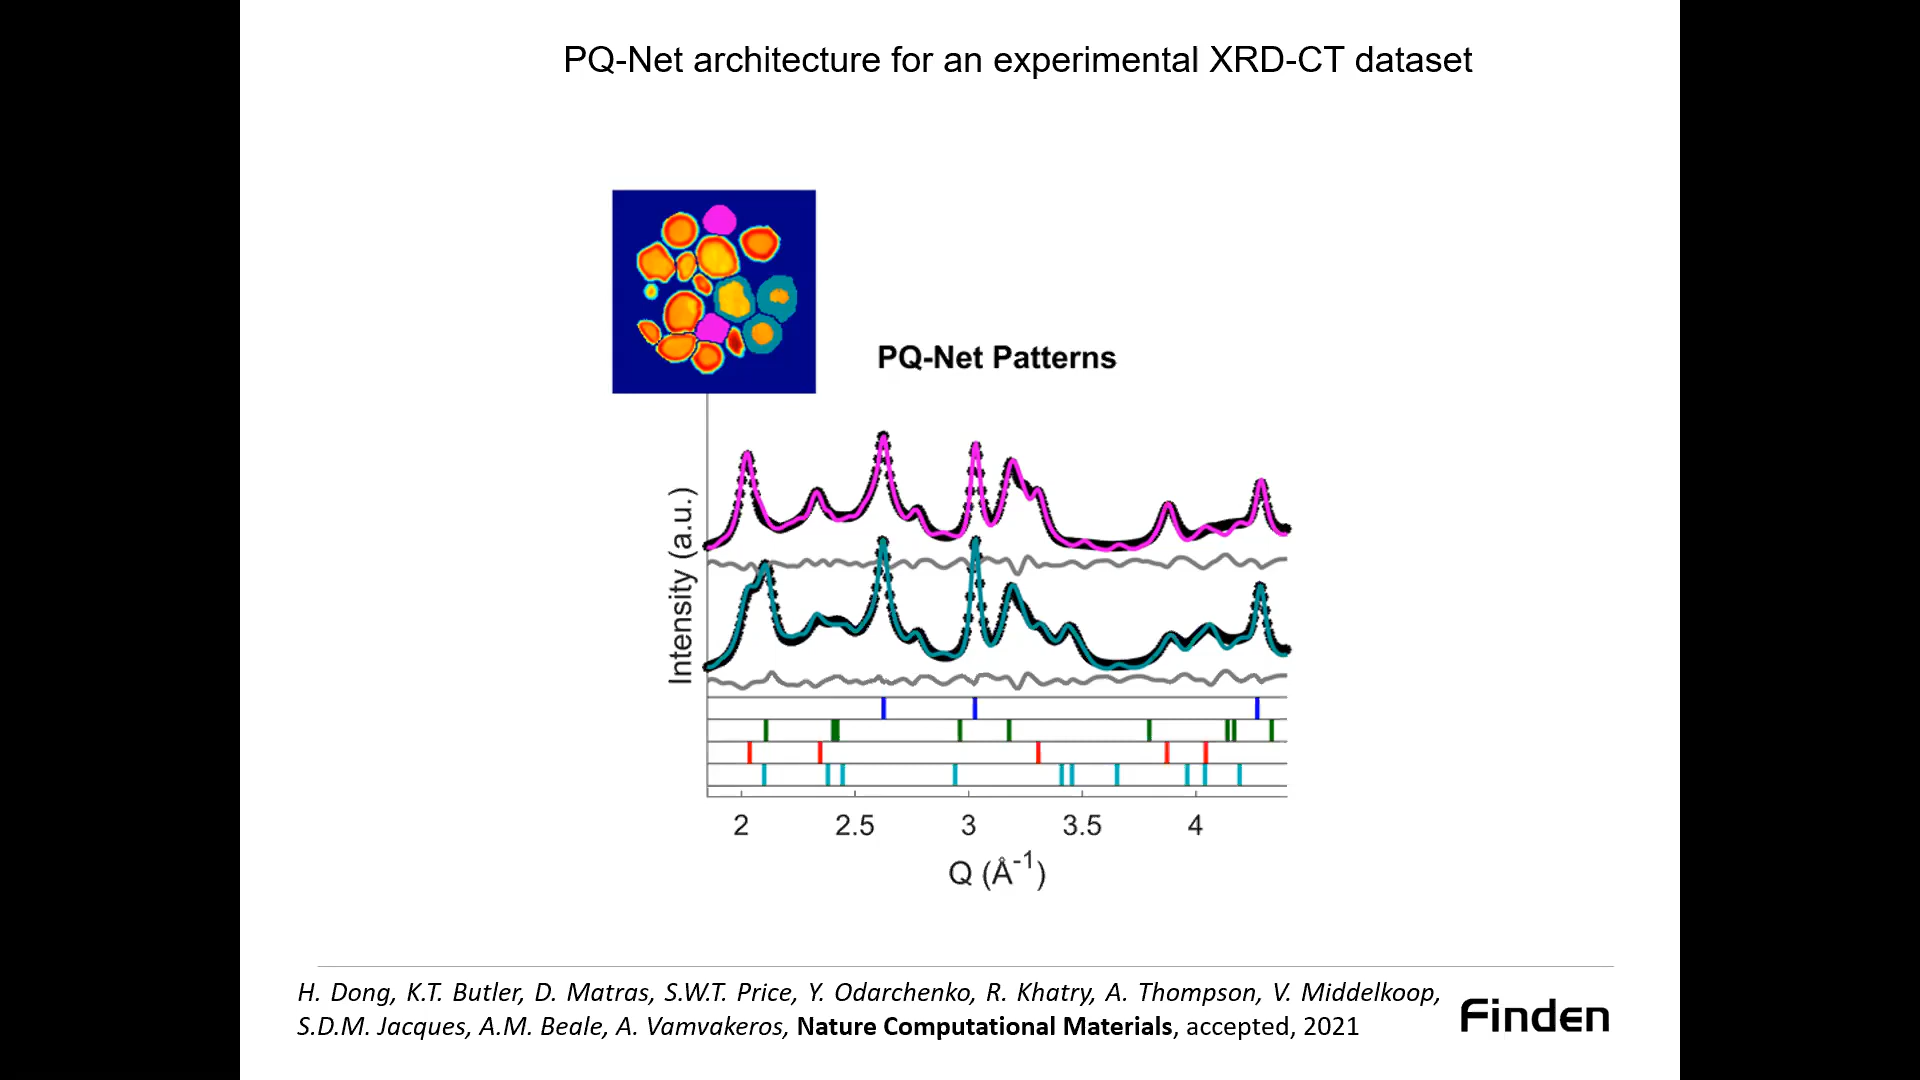 PQ-Net architecture for an experimental XRD-CT dataset
PQ-Net Patterns
Intensity (a.u.)
2 2.5 3 3.5 4
Q (Å⁻¹)
H. Dong, K.T. Butler, D. Matras, S.W.T. Price, Y. Odarchenko, R. Khatry, A. Thompson, V. Middelkoop,
S.D.M. Jacques, A.M. Beale, A. Vamvakeros, Nature Computational Materials, accepted, 2021
Finden